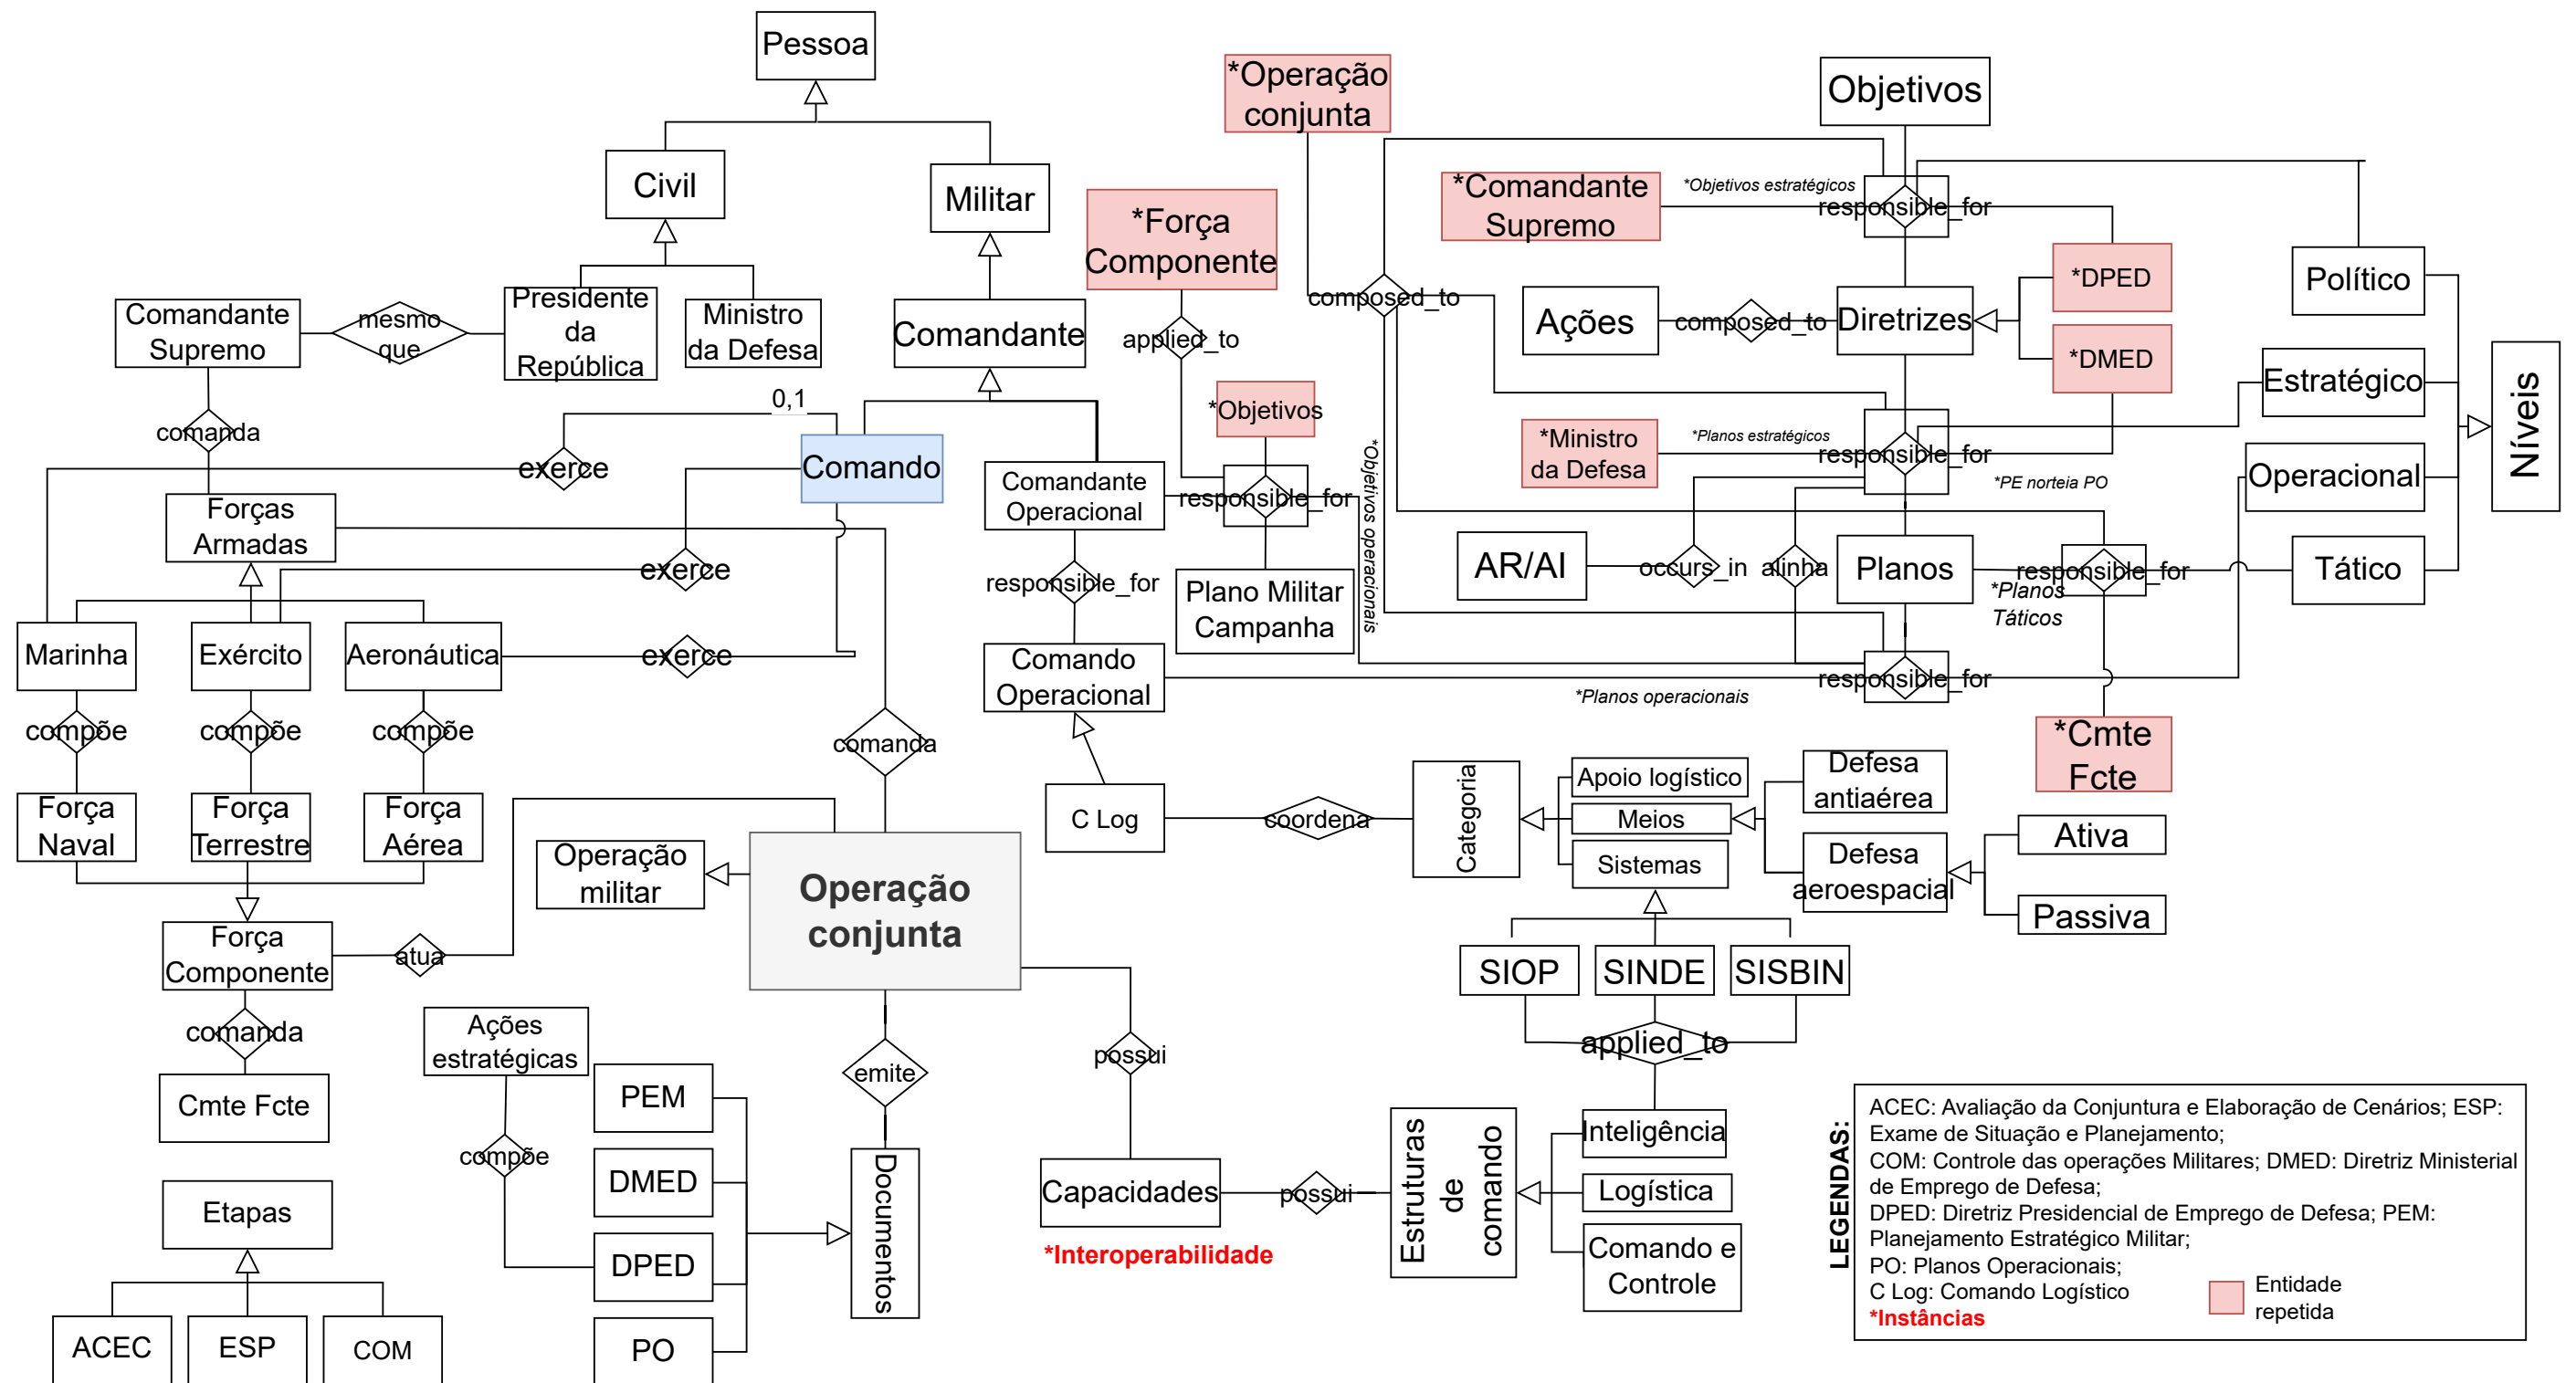 Pessoa
*Operação
conjunta
Objetivos
Civil
Militar
*Força
Componente
*Comandante
Supremo
*Objetivos estratégicos
responsible_for
*DPED
Político
Comandante
Supremo
mesmo
que
Presidente
da
República
Ministro
da Defesa
Comandante
applied_to
composed_to
Ações
composed_to
Diretrizes
*DMED
Estratégico
Níveis
0,1
comanda
exerce
Comando
*Objetivos
*Objetivos operacionais
*Ministro
da Defesa
*Planos estratégicos
responsible_for
*PE norteia PO
Operacional
Forças
Armadas
Comandante
Operacional
responsible_for
exerce
responsible_for
Plano Militar
Campanha
AR/AI
occurs_in
alinha
Planos
responsible_for
*Planos
Táticos
Tático
Marinha
Exército
Aeronáutica
exerce
Comando
Operacional
responsible_for
*Planos operacionais
compõe
compõe
compõe
comanda
*Cmte
Fcte
Força
Naval
Força
Terrestre
Força
Aérea
C Log
coordena
Categoria
Apoio logístico
Meios
Sistemas
Defesa
antiaérea
Defesa
aeroespacial
Ativa
Passiva
Operação
militar
Operação
conjunta
Força
Componente
atua
SIOP
SINDE
SISBIN
comanda
Ações
estratégicas
applied_to
possui
emite
Cmte Fcte
PEM
compõe
DMED
DPED
PO
Documentos
Capacidades
*Interoperabilidade
possui
Estruturas
de
comando
Inteligência
Logística
Comando e
Controle
Etapas
ACEC
ESP
COM
LEGENDAS:
ACEC: Avaliação da Conjuntura e Elaboração de Cenários; ESP:
Exame de Situação e Planejamento;
COM: Controle das operações Militares; DMED: Diretriz Ministerial
de Emprego de Defesa;
DPED: Diretriz Presidencial de Emprego de Defesa; PEM:
Planejamento Estratégico Militar;
PO: Planos Operacionais;
C Log: Comando Logístico
*Instâncias
Entidade
repetida